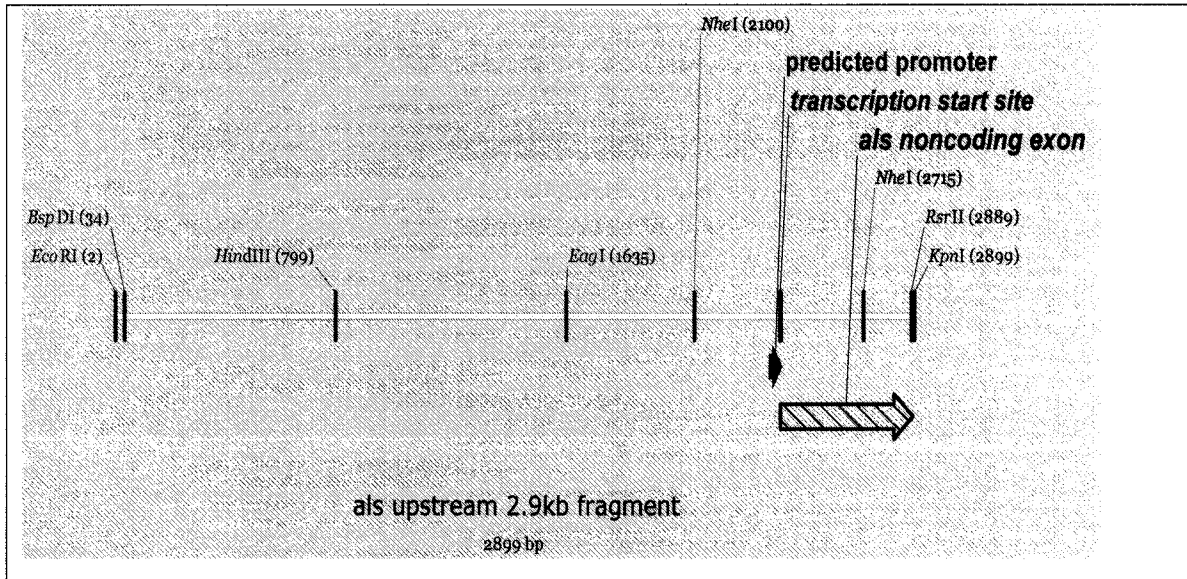 NheI (2100)
predicted promoter
transcription start site
als noncoding exon
NheI (2715)
BspDI (34)
RsrII (2889)
EcoRI (2)
HindIII (799)
EagI (1635)
KpnI (2899)
als upstream 2.9kb fragment
2899 bp